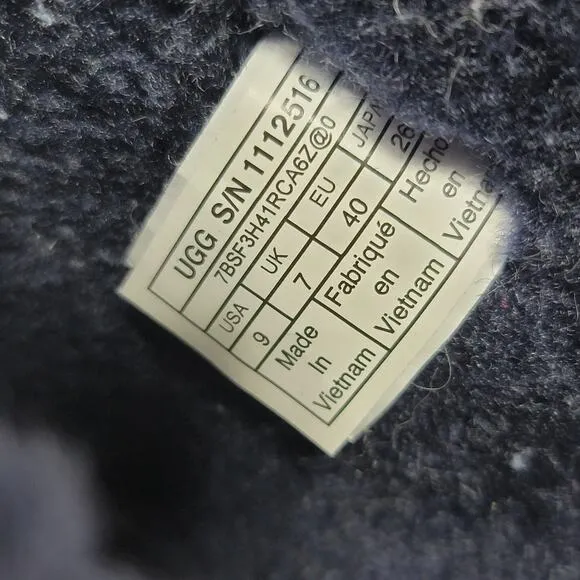 UGG S/N 1112516
7BSF3H41RCA6Z@0
USA UK EU
9 7 40 26
Made In Vietnam
Fabriqué en Vietnam
Hecho en